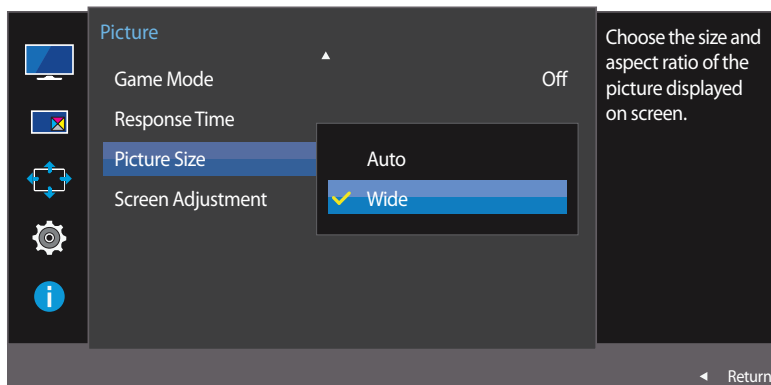 Picture
Game Mode Off
Response Time
Picture Size
Auto
Screen Adjustment
Wide
Choose the size and
aspect ratio of the
picture displayed
on screen.
i
Return